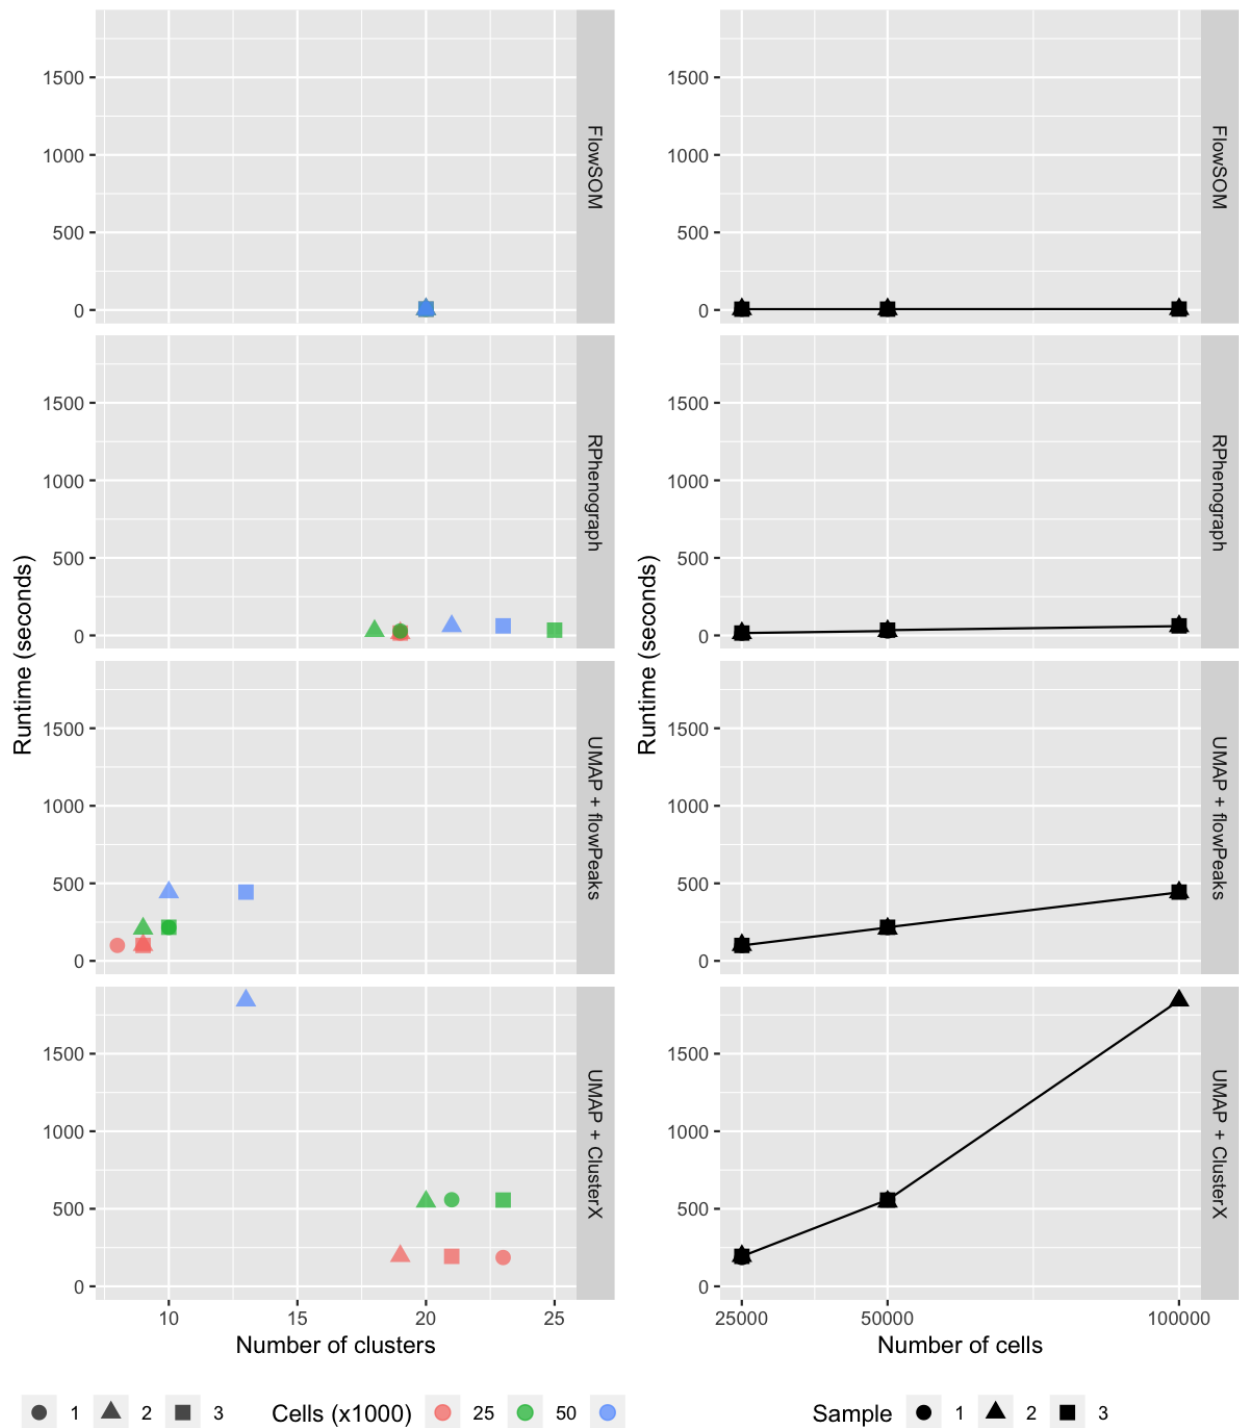 1500
1000
500
0
FlowSOM
1500
1000
500
0
FlowSOM
1500
1000
500
0
RPhenograph
1500
1000
500
0
RPhenograph
Runtime (seconds)
Runtime (seconds)
1500
1000
500
0
UMAP + flowPeaks
1500
1000
500
0
UMAP + flowPeaks
1500
1000
500
0
UMAP + ClusterX
1500
1000
500
0
UMAP + ClusterX
10 15 20 25
Number of clusters
25000 50000 100000
Number of cells
1 2 3 Cells (x1000) 25 50
Sample 1 2 3